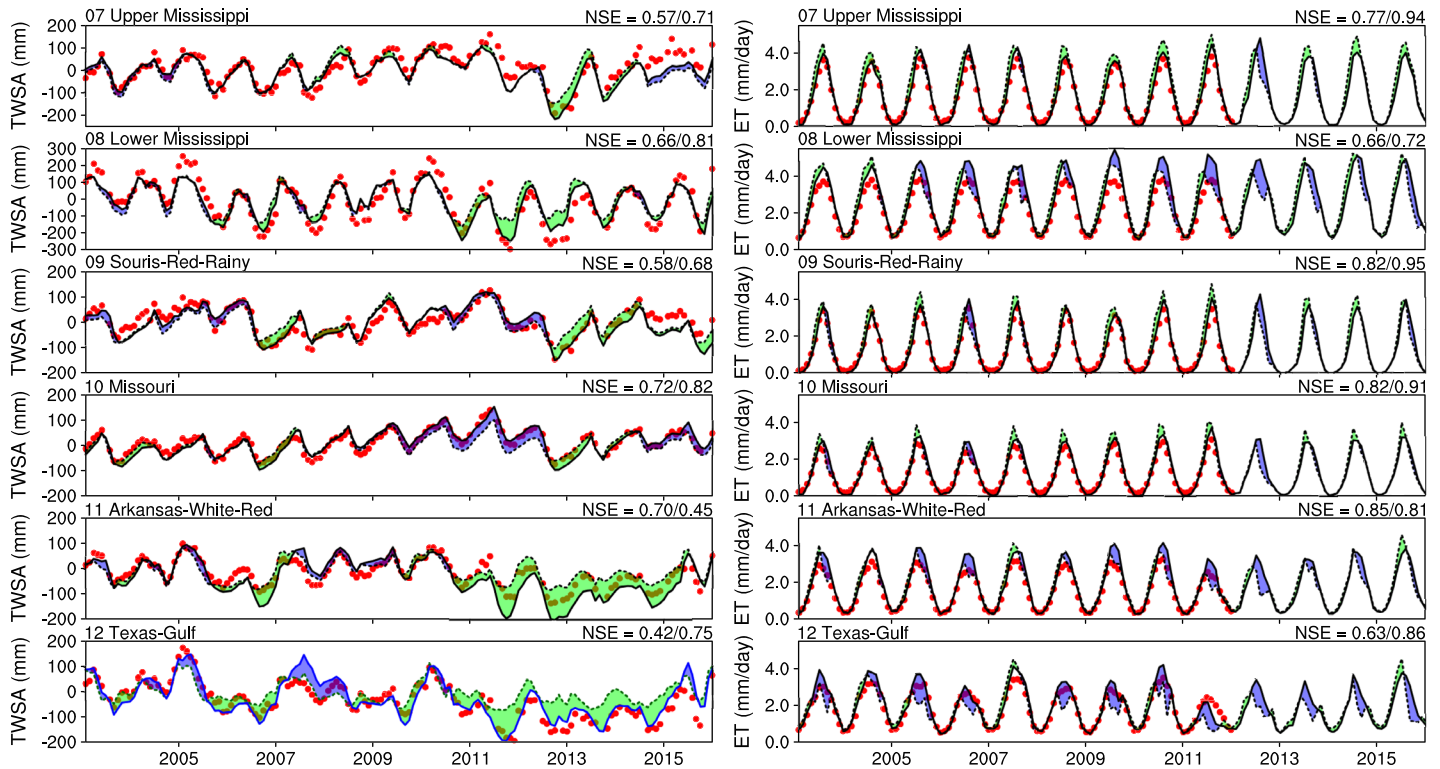 07 Upper Mississippi NSE = 0.57/0.71
TWSA (mm)
200
100
0
-100
-200
08 Lower Mississippi NSE = 0.66/0.81
TWSA (mm)
300
200
100
0
-100
-200
300
09 Souris-Red-Rainy NSE = 0.58/0.68
TWSA (mm)
200
100
0
-100
200
10 Missouri NSE = 0.72/0.82
TWSA (mm)
200
100
0
-100
200
11 Arkansas-White-Red NSE = 0.70/0.45
TWSA (mm)
200
100
0
-100
200
12 Texas-Gulf NSE = 0.42/0.75
TWSA (mm)
200
100
0
-100
200
2005 2007 2009 2011 2013 2015
07 Upper Mississippi NSE = 0.77/0.94
ET (mm/day)
4.0
2.0
0.0
08 Lower Mississippi NSE = 0.66/0.72
ET (mm/day)
4.0
2.0
0.0
09 Souris-Red-Rainy NSE = 0.82/0.95
ET (mm/day)
4.0
2.0
0.0
10 Missouri NSE = 0.82/0.91
ET (mm/day)
4.0
2.0
0.0
11 Arkansas-White-Red NSE = 0.85/0.81
ET (mm/day)
4.0
2.0
0.0
12 Texas-Gulf NSE = 0.63/0.86
ET (mm/day)
4.0
2.0
0.0
2005 2007 2009 2011 2013 2015